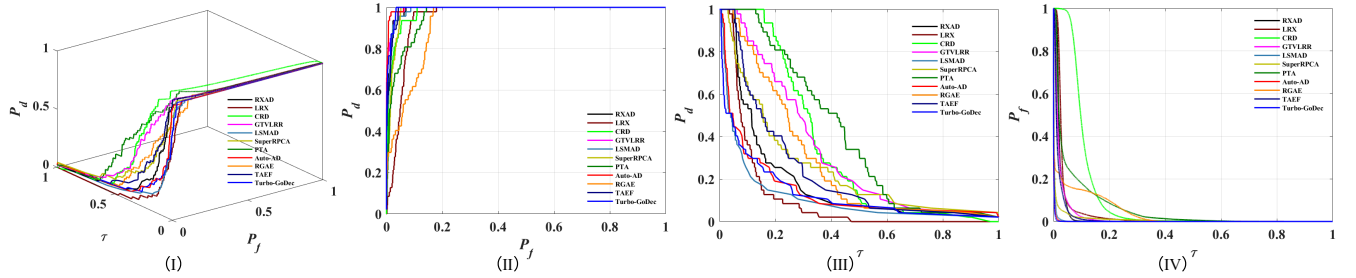 1
P_d
0.5
0
1
0.5
τ
0
0
0.5
P_f
1
RXAD
LRX
CRD
GTVLRR
LSMAD
SuperRPCA
PTA
Auto-AD
RGAE
TAEF
Turbo-GoDec
(I)
1
0.8
0.6
P_d
0.4
0.2
0
0 0.2 0.4 0.6 0.8 1
P_f
RXAD
LRX
CRD
GTVLRR
LSMAD
SuperRPCA
PTA
Auto-AD
RGAE
TAEF
Turbo-GoDec
(II)
1
0.8
0.6
P_d
0.4
0.2
0
0 0.2 0.4 0.6 0.8 1
τ
RXAD
LRX
CRD
GTVLRR
LSMAD
SuperRPCA
PTA
Auto-AD
RGAE
TAEF
Turbo-GoDec
(III)
1
0.8
0.6
P_f
0.4
0.2
0
0 0.2 0.4 0.6 0.8 1
τ
RXAD
LRX
CRD
GTVLRR
LSMAD
SuperRPCA
PTA
Auto-AD
RGAE
TAEF
Turbo-GoDec
(IV)